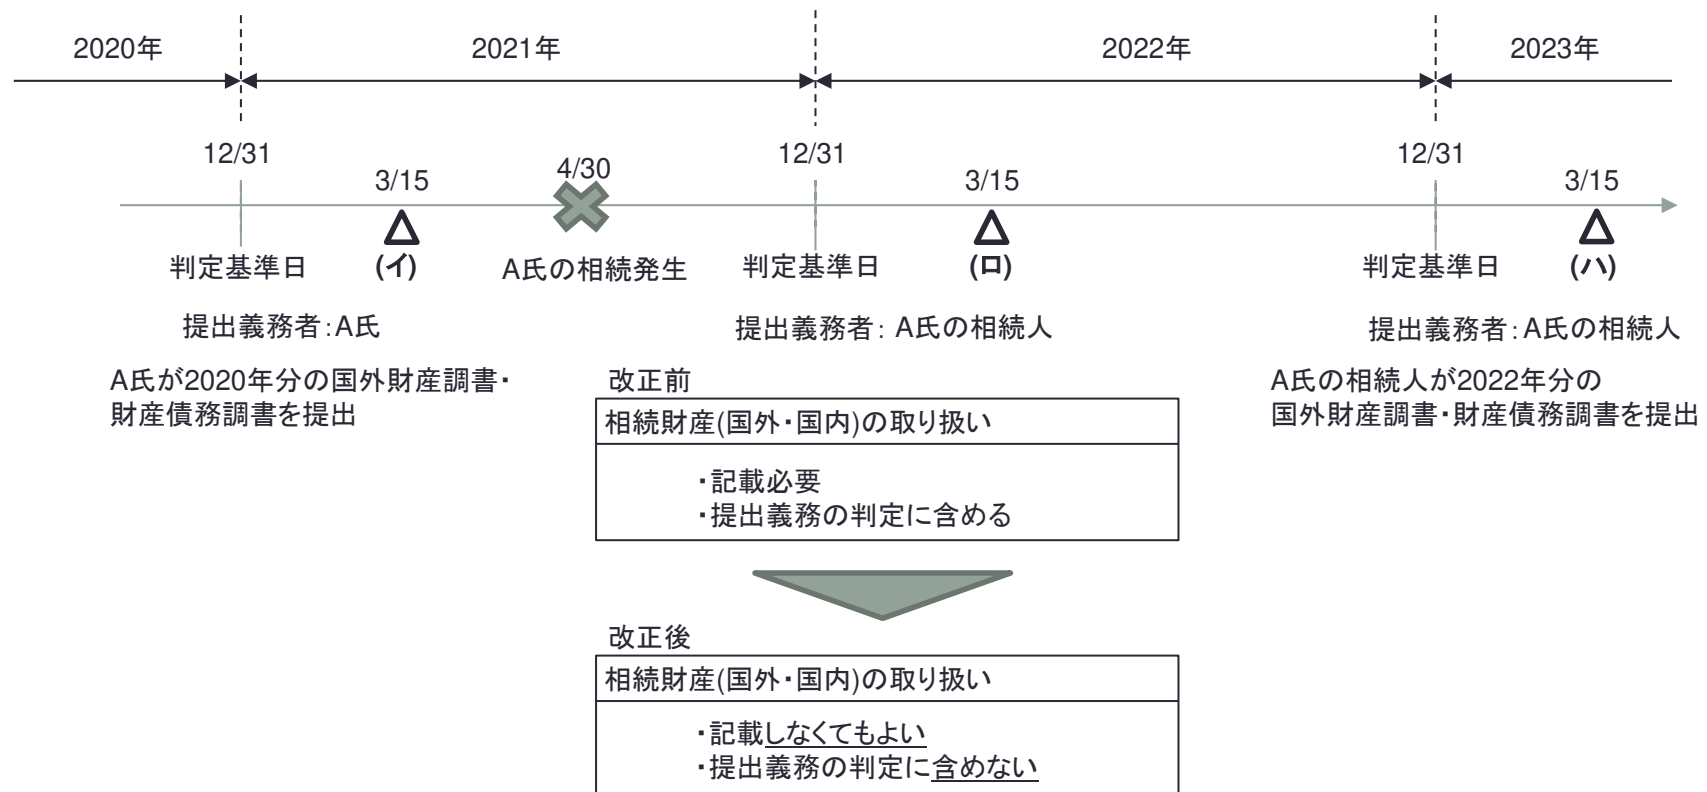 2020年
2021年
2022年
2023年
12/31
3/15
4/30
12/31
3/15
12/31
3/15
判定基準日
(イ)
A氏の相続発生
判定基準日
(ロ)
判定基準日
(ハ)
提出義務者：A氏
提出義務者： A氏の相続人
提出義務者：A氏の相続人
A氏が2020年分の国外財産調書・
財産債務調書を提出
改正前
相続財産(国外・国内)の取り扱い
・記載必要
・提出義務の判定に含める
A氏の相続人が2022年分の
国外財産調書・財産債務調書を提出
改正後
相続財産(国外・国内)の取り扱い
・記載しなくてもよい
・提出義務の判定に含めない